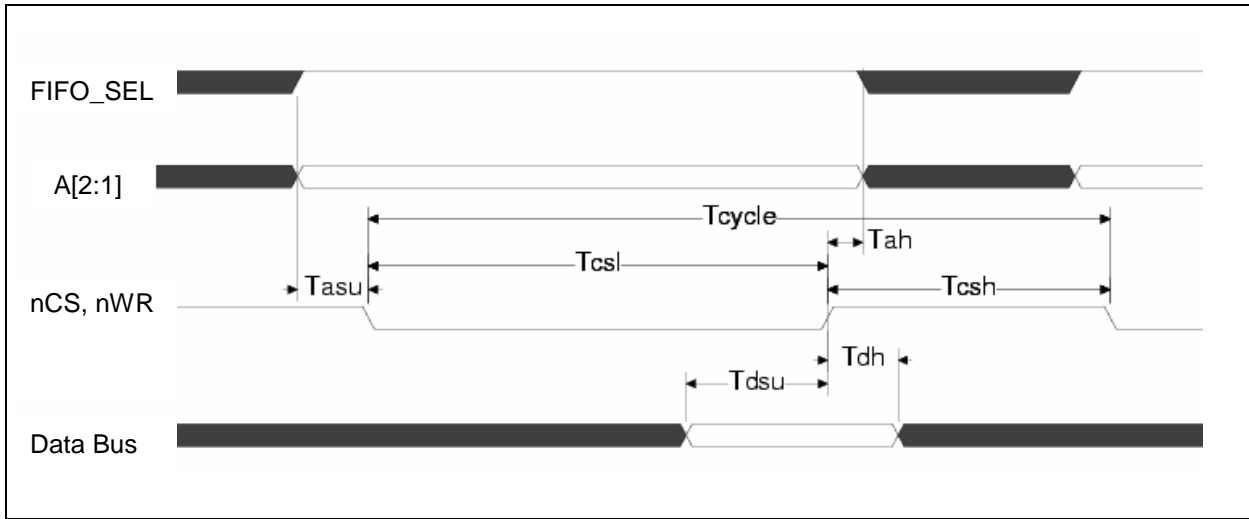 FIFO_SEL
A[2:1]
Tcycle
Tah
Tcsl
Tasu
Tcsh
nCS, nWR
Tdh
Tdsu
Data Bus